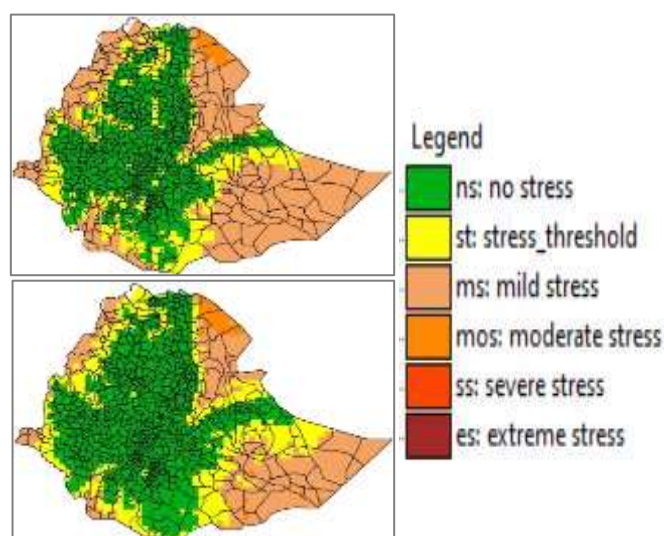 Legend
ns: no stress
st: stress_threshold
ms: mild stress
mos: moderate stress
ss: severe stress
es: extreme stress